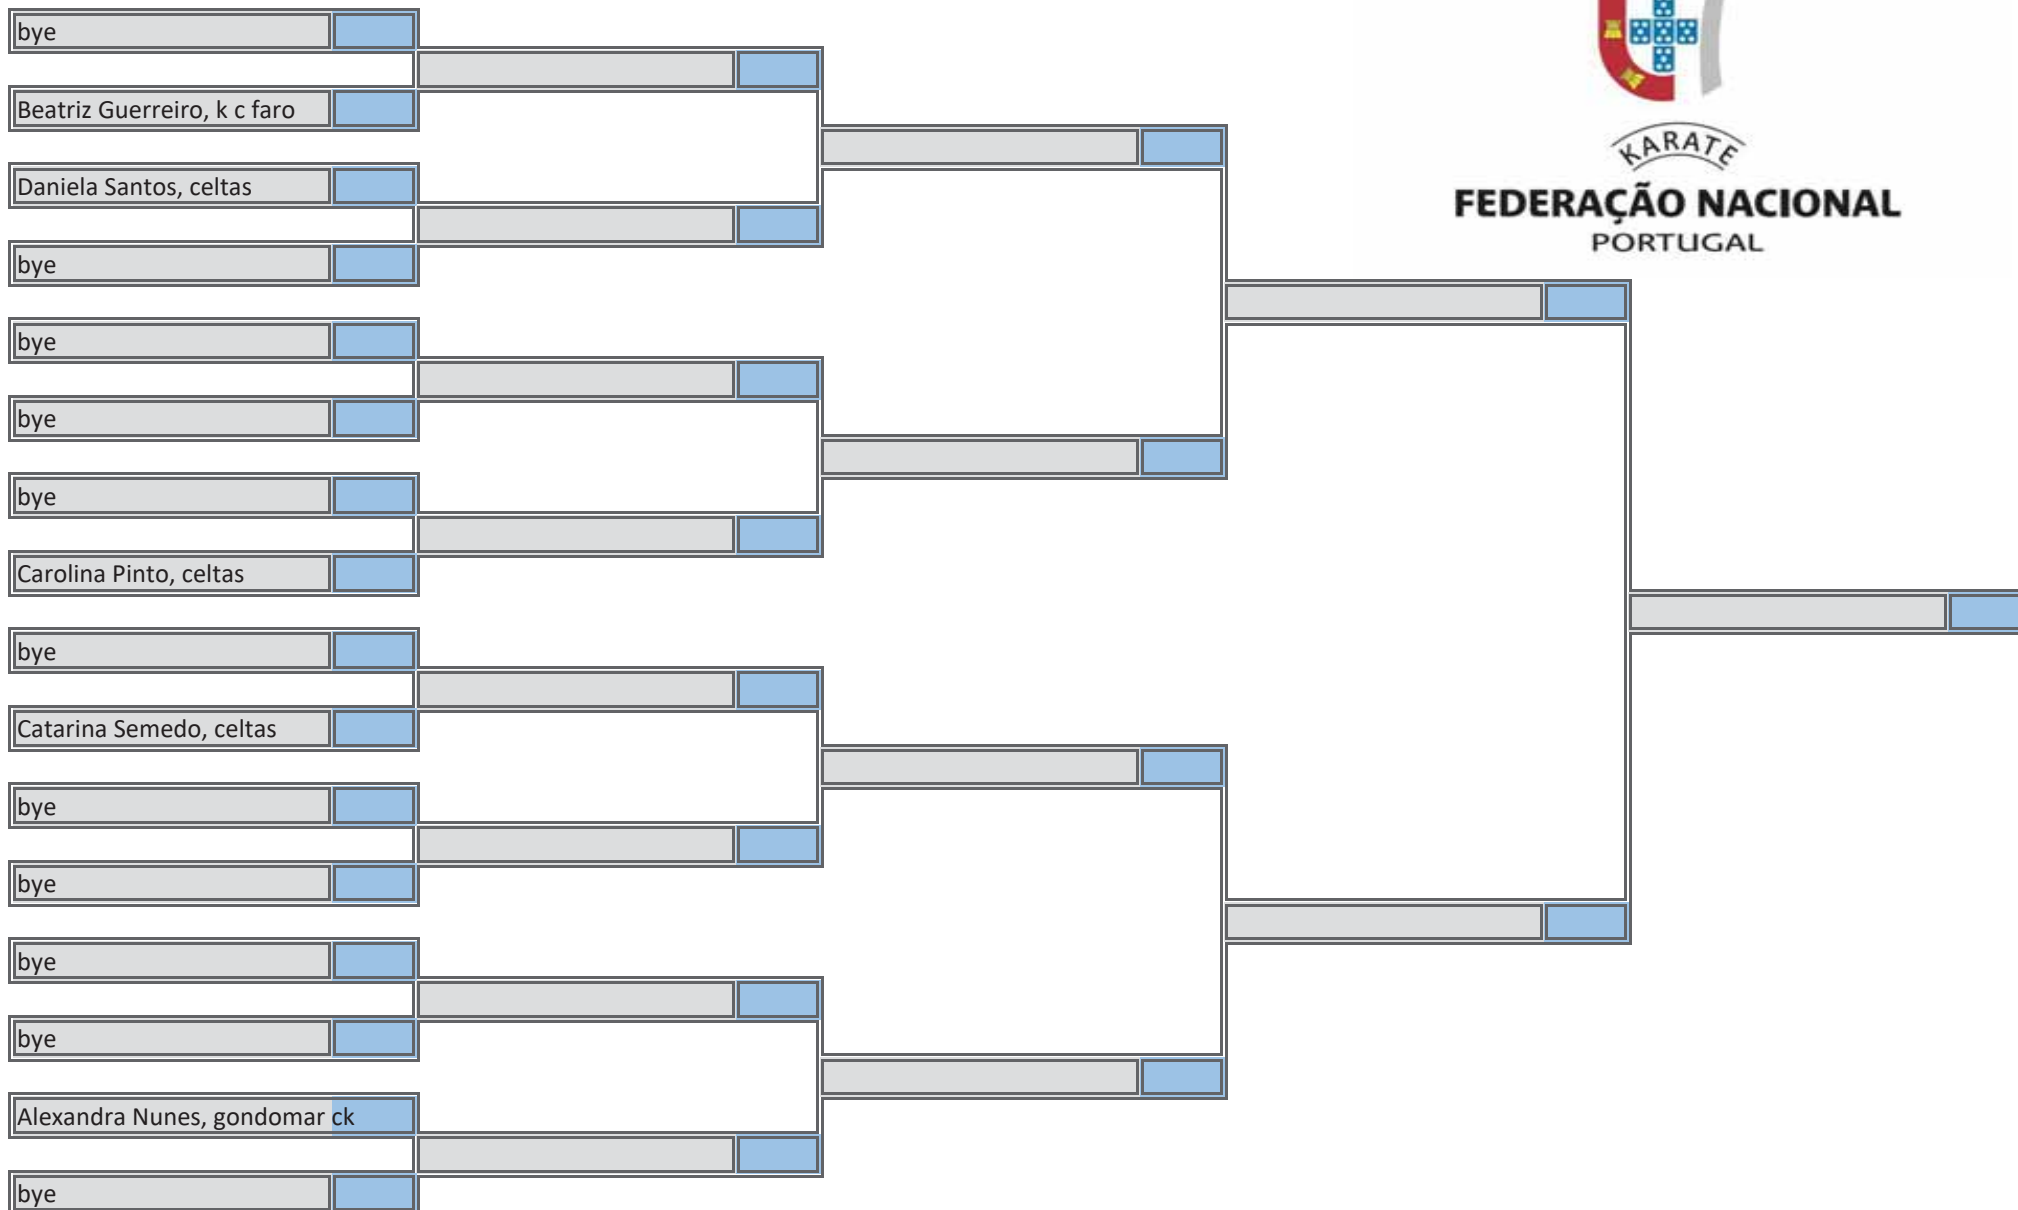 bye
Beatriz Guerreiro, k c faro
Daniela Santos, celtas
bye
bye
bye
bye
Carolina Pinto, celtas
bye
Catarina Semedo, celtas
bye
bye
bye
bye
Alexandra Nunes, gondomar ck
bye
KARATE
FEDERAÇÃO NACIONAL
PORTUGAL